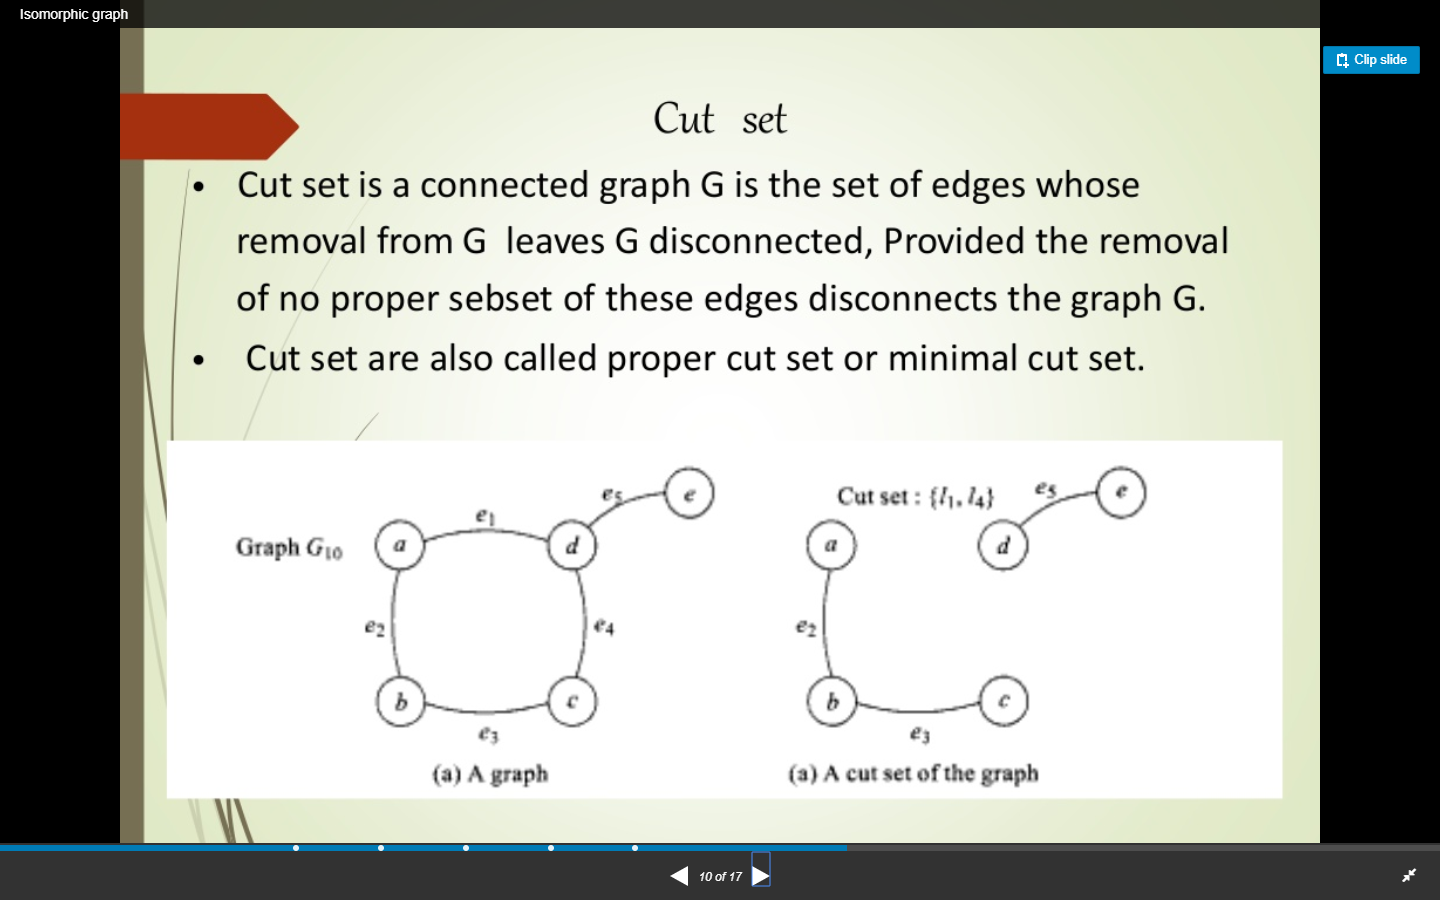 Isomorphic graph
Clip slide
Cut set
• Cut set is a connected graph G is the set of edges whose
removal from G leaves G disconnected, Provided the removal
of no proper sebset of these edges disconnects the graph G.
• Cut set are also called proper cut set or minimal cut set.
Graph G10
a
e1
d
e5
e
e2
e4
b
e3
c
(a) A graph
Cut set : {l1, l4}
e5
e
a
d
e2
b
e3
c
(a) A cut set of the graph
10 of 17